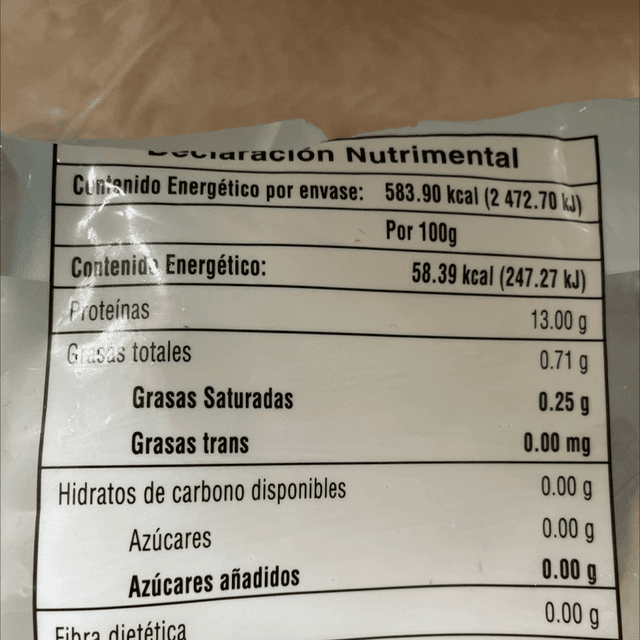 Declaración Nutrimental
Contenido Energético por envase: 583.90 kcal (2 472.70 kJ)
Por 100g
Contenido Energético: 58.39 kcal (247.27 kJ)
Proteínas 13.00 g
Grasas totales 0.71 g
Grasas Saturadas 0.25 g
Grasas trans 0.00 mg
Hidratos de carbono disponibles 0.00 g
Azúcares 0.00 g
Azúcares añadidos 0.00 g
Fibra dietética 0.00 g